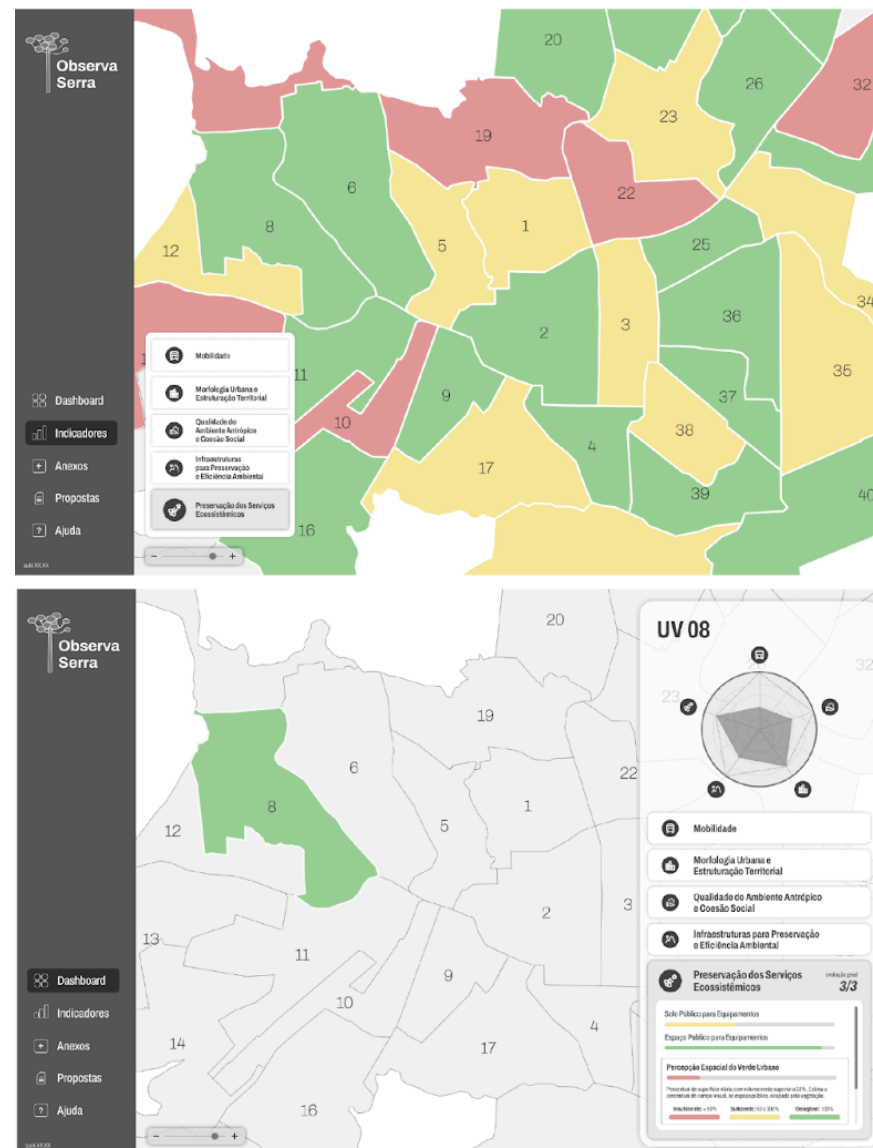 Observa
Serra
20
26
32
23
19
6
22
8
1
5
25
12
34
36
3
2
35
11
9
37
10
38
4
17
39
40
16
Mobilidade
Morfologia Urbana e
Estruturação Territorial
Qualidade do
Ambiente Antrópico
e Coesão Social
Infraestruturas
para Preservação
e Eficiência Ambiental
Preservação dos Serviços
Ecossistêmicos
Dashboard
Indicadores
Anexos
Propostas
Ajuda
− +
Observa
Serra
20
32
23
19
6
22
8
1
5
12
2
3
13
11
9
10
4
14
17
16
Dashboard
Indicadores
Anexos
Propostas
Ajuda
− +
UV 08
Mobilidade
Morfologia Urbana e
Estruturação Territorial
Qualidade do Ambiente Antrópico
e Coesão Social
Infraestruturas para Preservação
e Eficiência Ambiental
Preservação dos Serviços
Ecossistêmicos
3/3
Solo Público para Equipamentos
Espaço Público para Equipamentos
Percepção Espacial do Verde Urbano